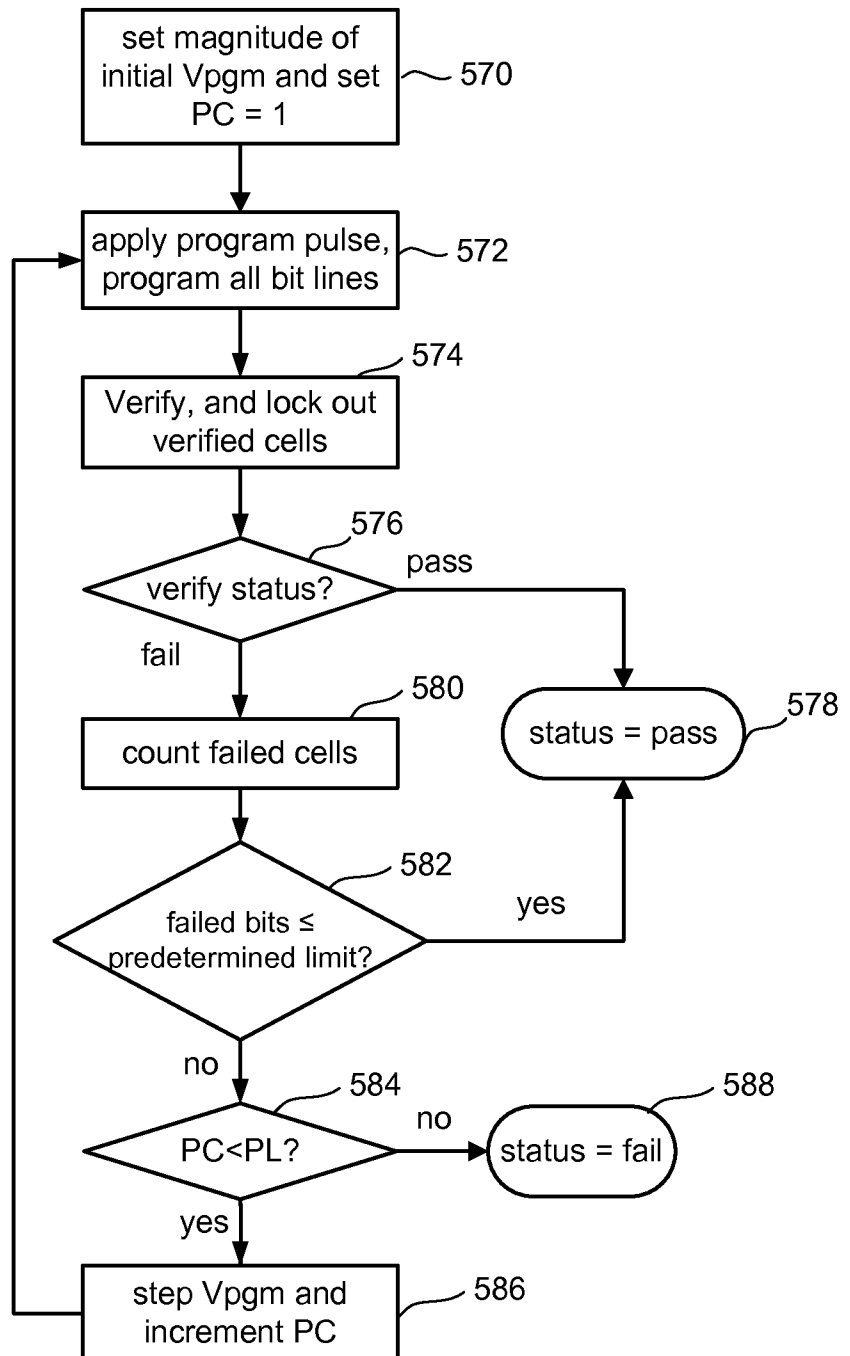 set magnitude of
initial Vpgm and set
PC = 1
570
apply program pulse,
program all bit lines
572
574
Verify, and lock out
verified cells
576
verify status?
pass
fail
580
count failed cells
status = pass
578
582
failed bits ≤
predetermined limit?
yes
no
584
588
PC<PL?
no
status = fail
yes
step Vpgm and
increment PC
586